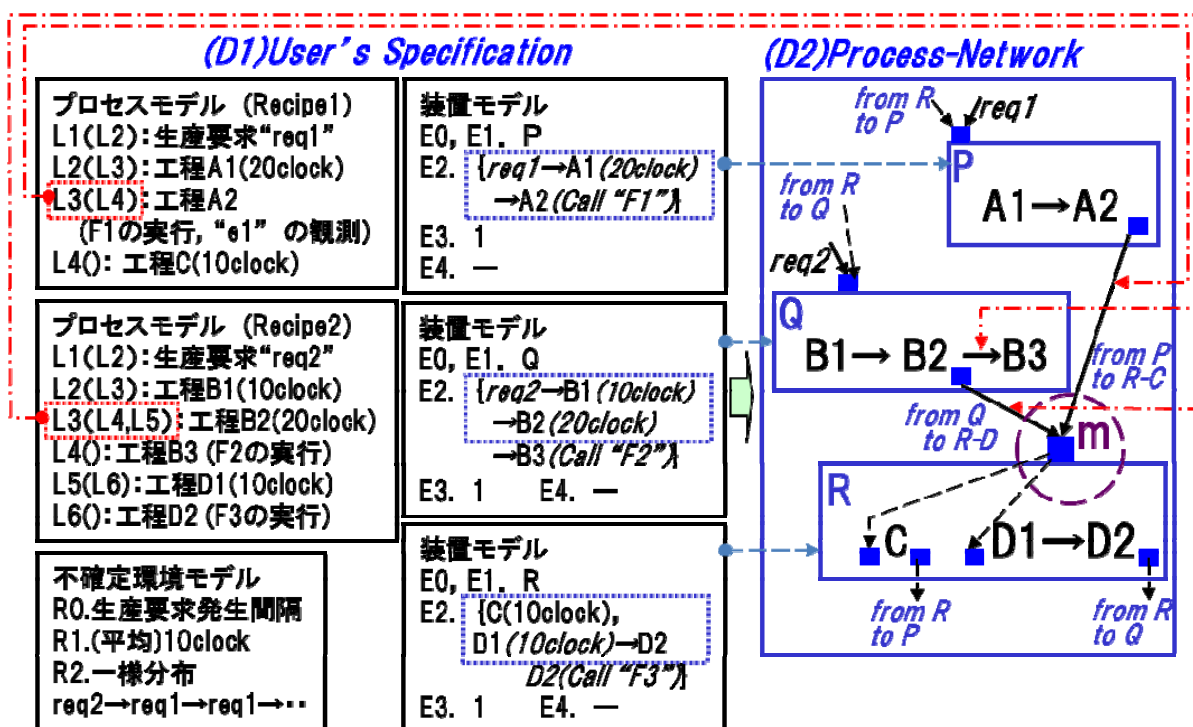 (D1)User's Specification
プロセスモデル (Recipe1)
L1(L2):生産要求“req1”
L2(L3):工程A1(20clock)
L3(L4):工程A2
(F1の実行,“e1”の観測)
L4():工程C(10clock)
プロセスモデル (Recipe2)
L1(L2):生産要求“req2”
L2(L3):工程B1(10clock)
L3(L4,L5):工程B2(20clock)
L4():工程B3(F2の実行)
L5(L6):工程D1(10clock)
L6():工程D2(F3の実行)
不確定環境モデル
R0.生産要求発生間隔
R1.(平均)10clock
R2.一様分布
req2→req1→req1→‥
装置モデル
E0,E1. P
E2. {req1→A1(20clock)
→A2(Call “F1”)}
E3. 1
E4. ―
装置モデル
E0,E1. Q
E2. {req2→B1(10clock)
→B2(20clock)
→B3(Call “F2”)}
E3. 1 E4. ―
装置モデル
E0,E1. R
E2. {C(10clock),
D1(10clock)→D2
D2(Call “F3”)}
E3. 1 E4. ―
(D2)Process-Network
from R
to P
req1
P
A1→A2
from R
to Q
req2
Q
B1→B2→B3
from P
to R-C
from Q
to R-D
m
R
C
D1→D2
from R
to P
from R
to Q